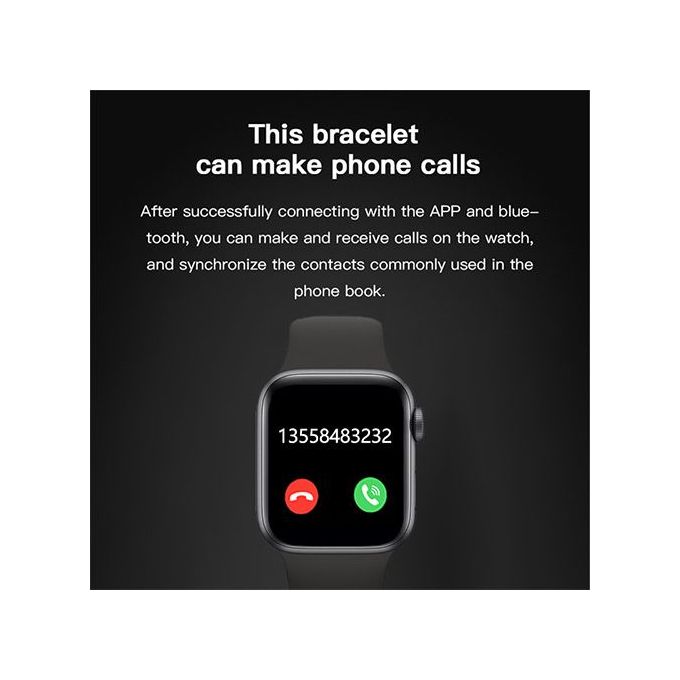 This bracelet
can make phone calls
After successfully connecting with the APP and blue-
tooth, you can make and receive calls on the watch,
and synchronize the contacts commonly used in the
phone book.
13558483232